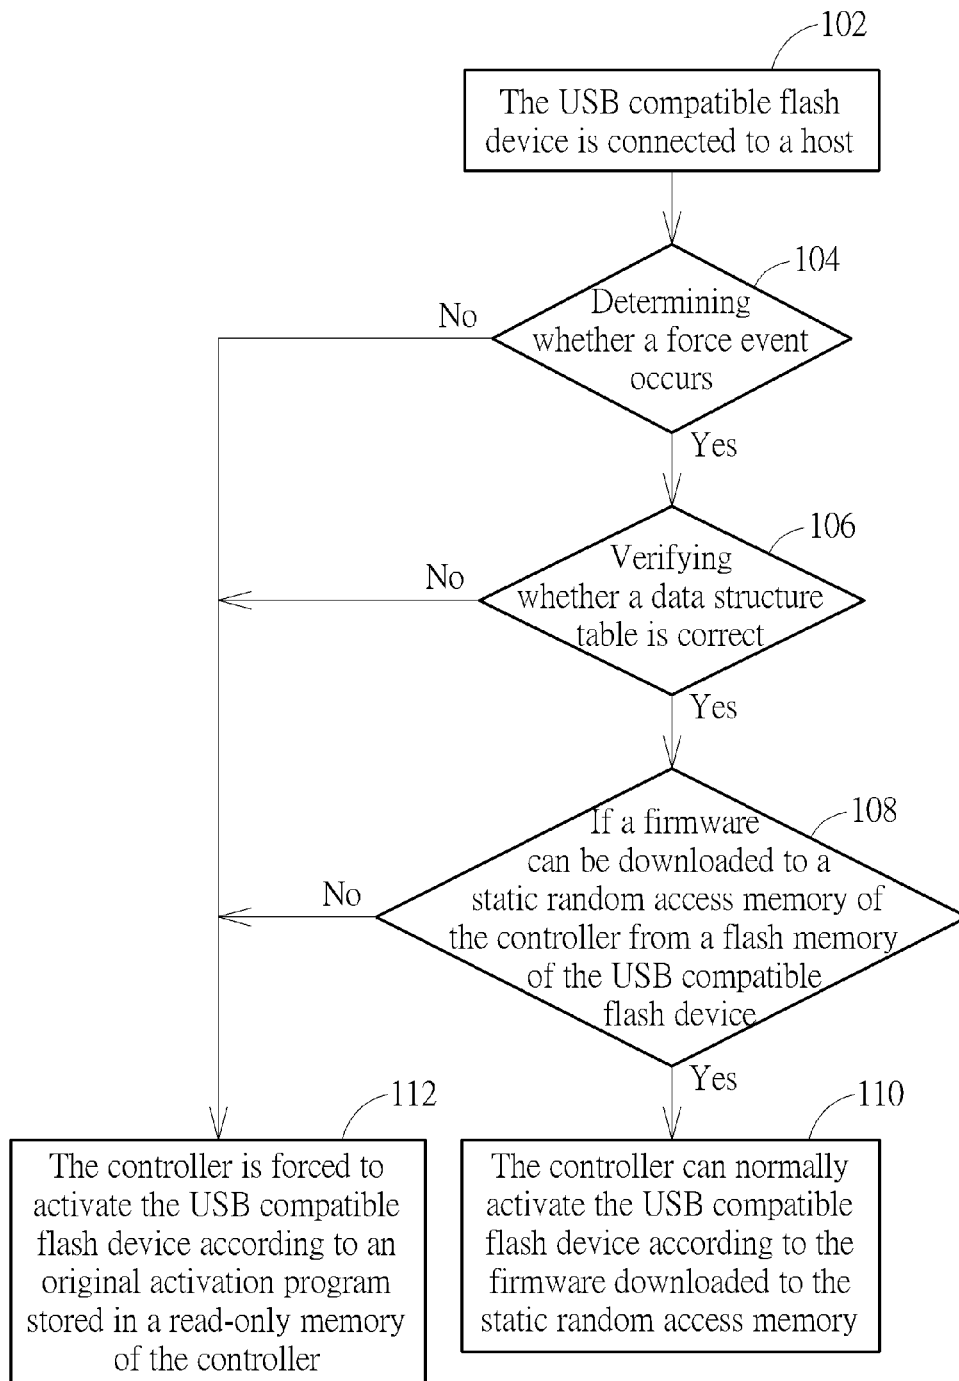 102
The USB compatible flash
device is connected to a host
104
Determining
whether a force event
occurs
No
Yes
106
Verifying
whether a data structure
table is correct
No
Yes
108
If a firmware
can be downloaded to a
static random access memory of
the controller from a flash memory
of the USB compatible
flash device
No
Yes
112
The controller is forced to
activate the USB compatible
flash device according to an
original activation program
stored in a read-only memory
of the controller
110
The controller can normally
activate the USB compatible
flash device according to the
firmware downloaded to the
static random access memory